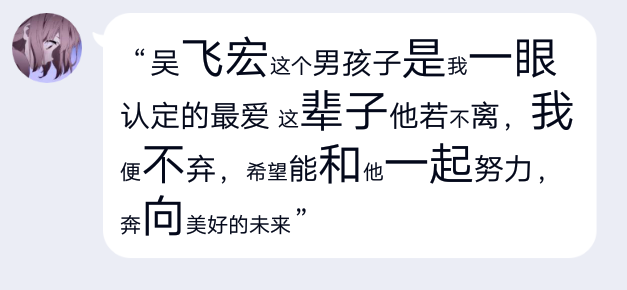 “吴飞宏这个男孩子是我一眼
认定的最爱 这辈子他若不离，我
便不弃，希望能和他一起努力，
奔向美好的未来”